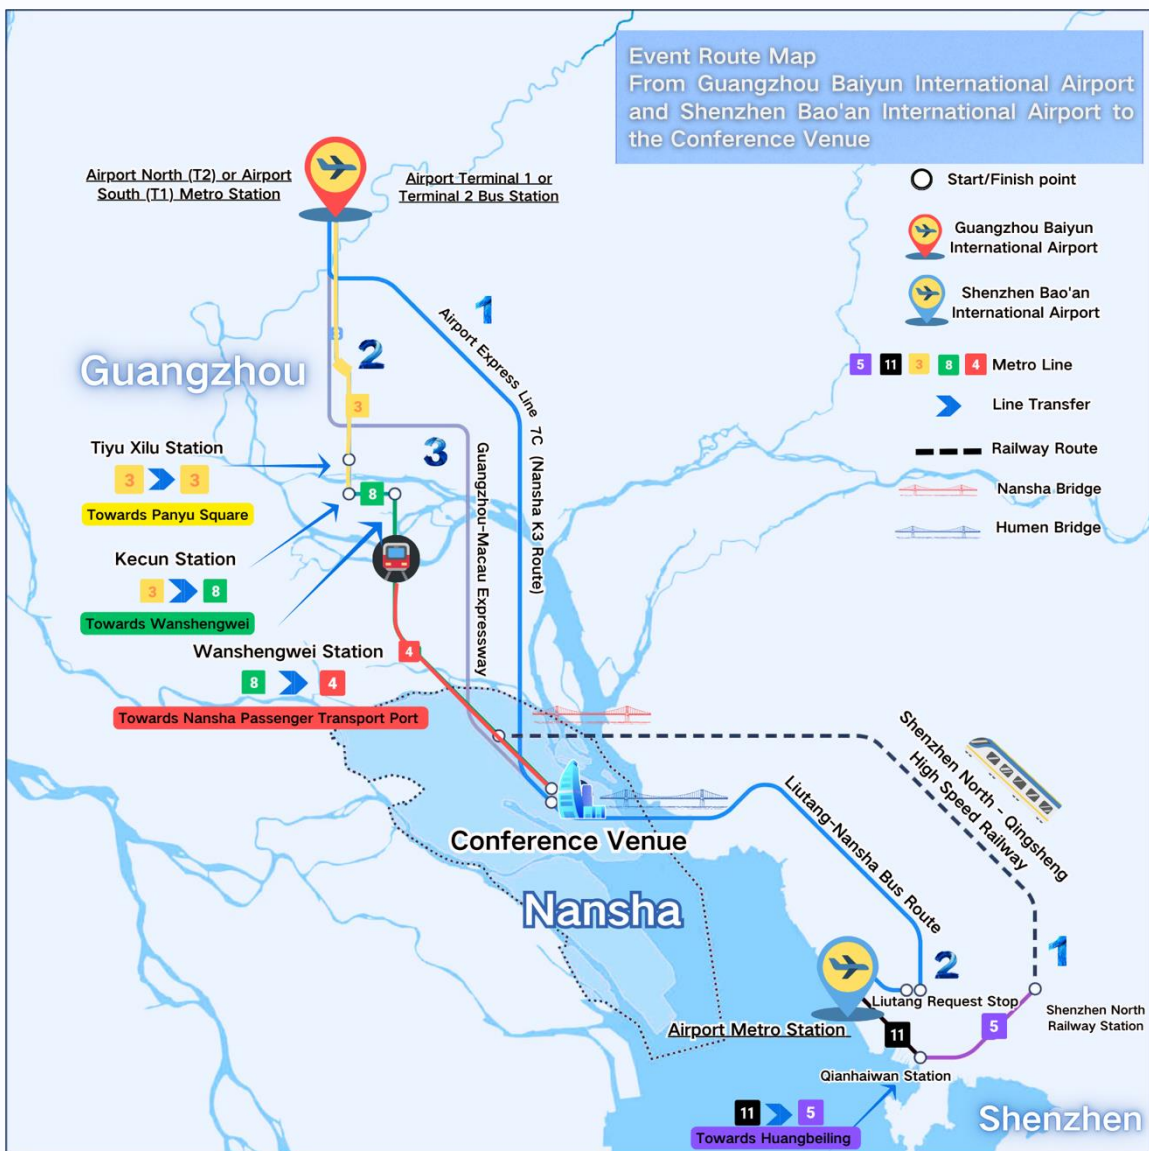 Event Route Map
From Guangzhou Baiyun International Airport
and Shenzhen Bao'an International Airport to
the Conference Venue
Start/Finish point
Guangzhou Baiyun
International Airport
Shenzhen Bao'an
International Airport
5 11 3 8 4 Metro Line
Line Transfer
Railway Route
Nansha Bridge
Humen Bridge
Airport North (T2) or Airport
South (T1) Metro Station
Airport Terminal 1 or
Terminal 2 Bus Station
1
Airport Express Line 7C (Nansha K3 Route)
2
Guangzhou
3
3
Guangzhou-Macau Expressway
Tiyu Xilu Station
3 3
Towards Panyu Square
8
Kecun Station
3 8
Towards Wanshengwei
Wanshengwei Station
8 4
Towards Nansha Passenger Transport Port
4
Conference Venue
Nansha
Shenzhen North - Qingsheng
High Speed Railway
Liutang-Nansha Bus Route
1
2
Liutang Request Stop
Shenzhen North
Railway Station
Airport Metro Station
11
5
Qianhaiwan Station
11 5
Towards Huangbeiling
Shenzhen